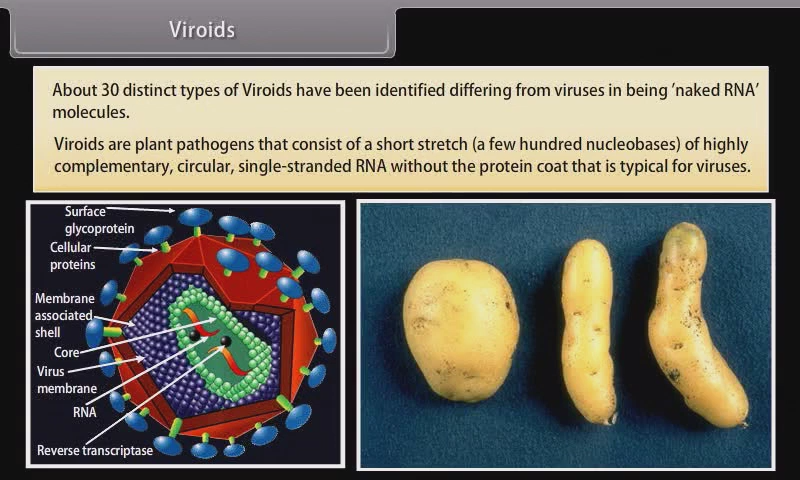 Viroids
About 30 distinct types of Viroids have been identified differing from viruses in being 'naked RNA'
molecules.
Viroids are plant pathogens that consist of a short stretch (a few hundred nucleobases) of highly
complementary, circular, single-stranded RNA without the protein coat that is typical for viruses.
Surface
glycoprotein
Cellular
proteins
Membrane
associated
shell
Core
Virus
membrane
RNA
Reverse transcriptase